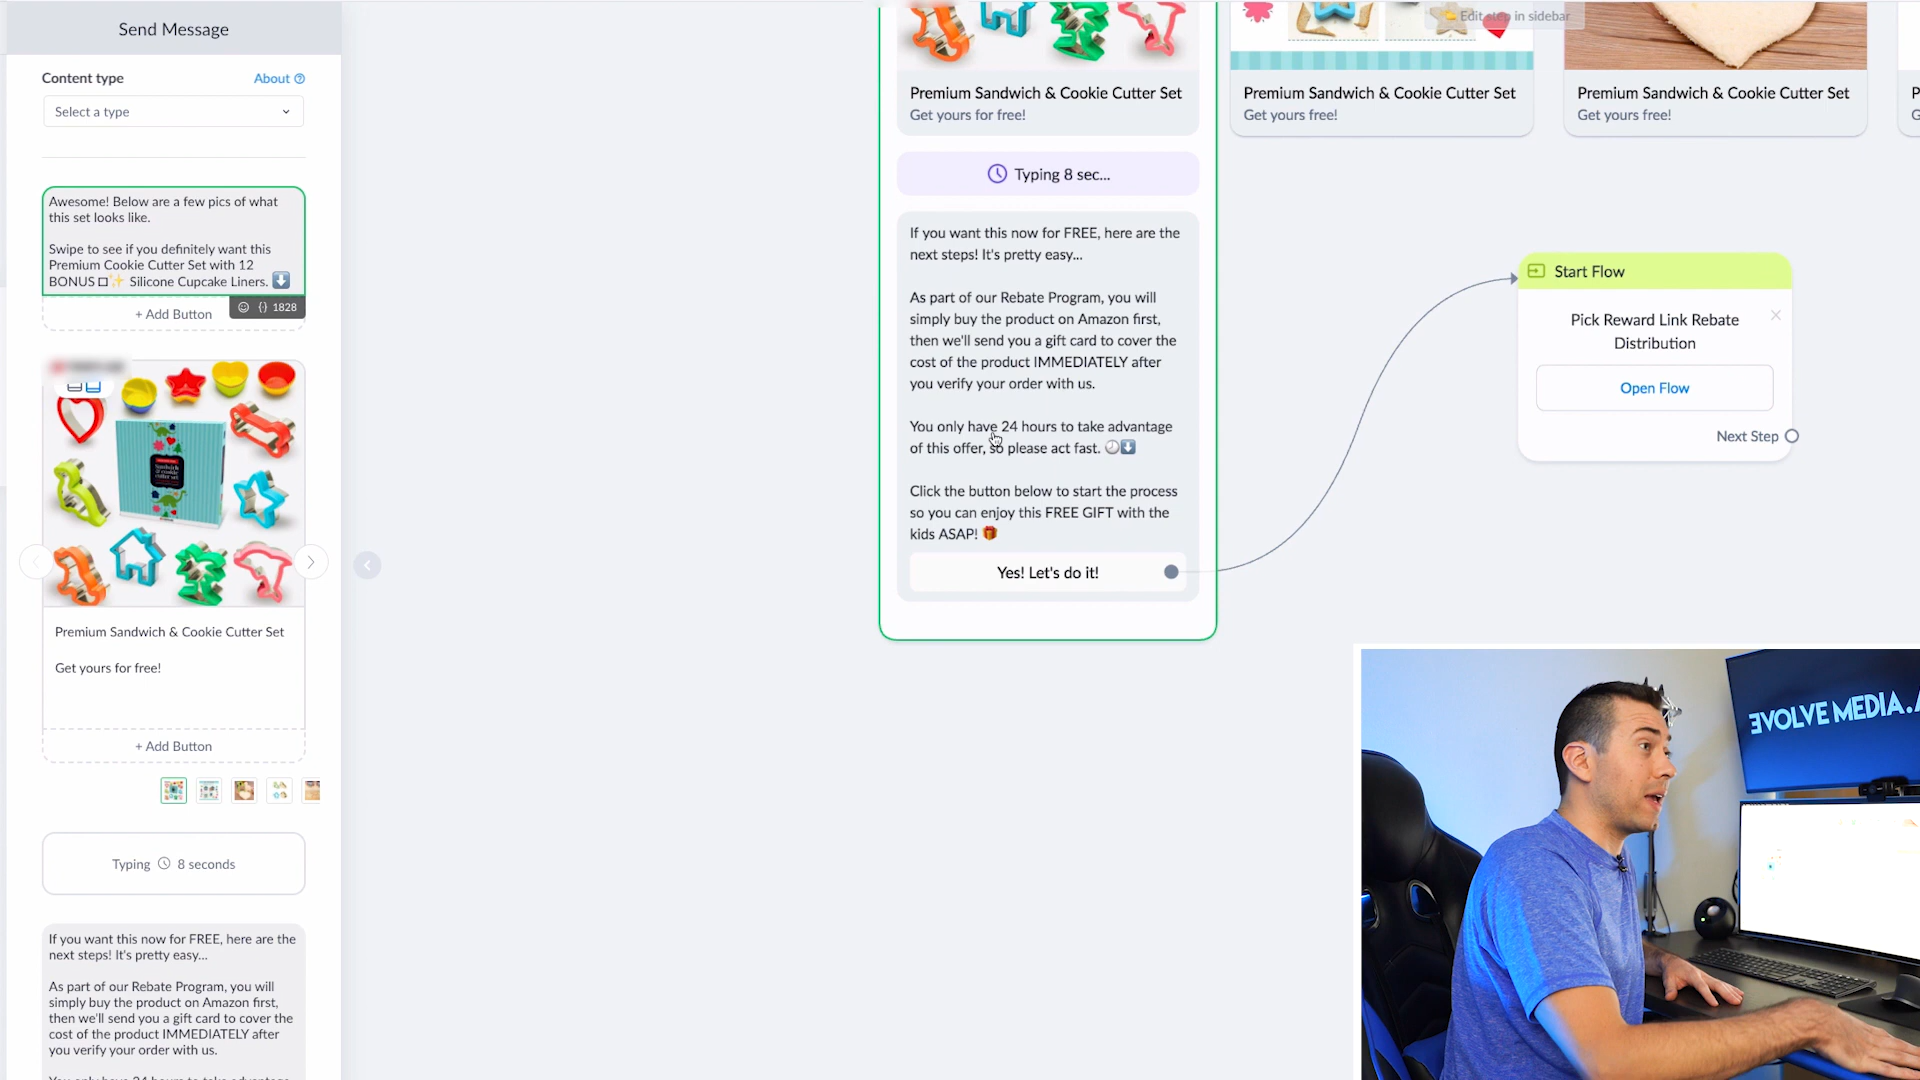 Send Message
Content type
About
Select a type
Awesome! Below are a few pics of what
this set looks like.
Swipe to see if you definitely want this
Premium Cookie Cutter Set with 12
BONUS □✨ Silicone Cupcake Liners. ⬇️
{} 1828
+ Add Button
Premium Sandwich & Cookie Cutter Set
Get yours for free!
+ Add Button
Typing 8 seconds
If you want this now for FREE, here are the
next steps! It's pretty easy...
As part of our Rebate Program, you will
simply buy the product on Amazon first,
then we'll send you a gift card to cover the
cost of the product IMMEDIATELY after
you verify your order with us.
You only have 24 hours to take advantage
Premium Sandwich & Cookie Cutter Set
Get yours for free!
Typing 8 sec...
If you want this now for FREE, here are the
next steps! It's pretty easy...
As part of our Rebate Program, you will
simply buy the product on Amazon first,
then we'll send you a gift card to cover the
cost of the product IMMEDIATELY after
you verify your order with us.
You only have 24 hours to take advantage
of this offer, so please act fast. 🕗⬇️
Click the button below to start the process
so you can enjoy this FREE GIFT with the
kids ASAP! 🎁
Yes! Let's do it!
Edit step in sidebar
Premium Sandwich & Cookie Cutter Set
Get yours free!
Premium Sandwich & Cookie Cutter Set
Get yours free!
P
G
Start Flow
Pick Reward Link Rebate
Distribution
Open Flow
Next Step
EVOLVE MEDIA.A